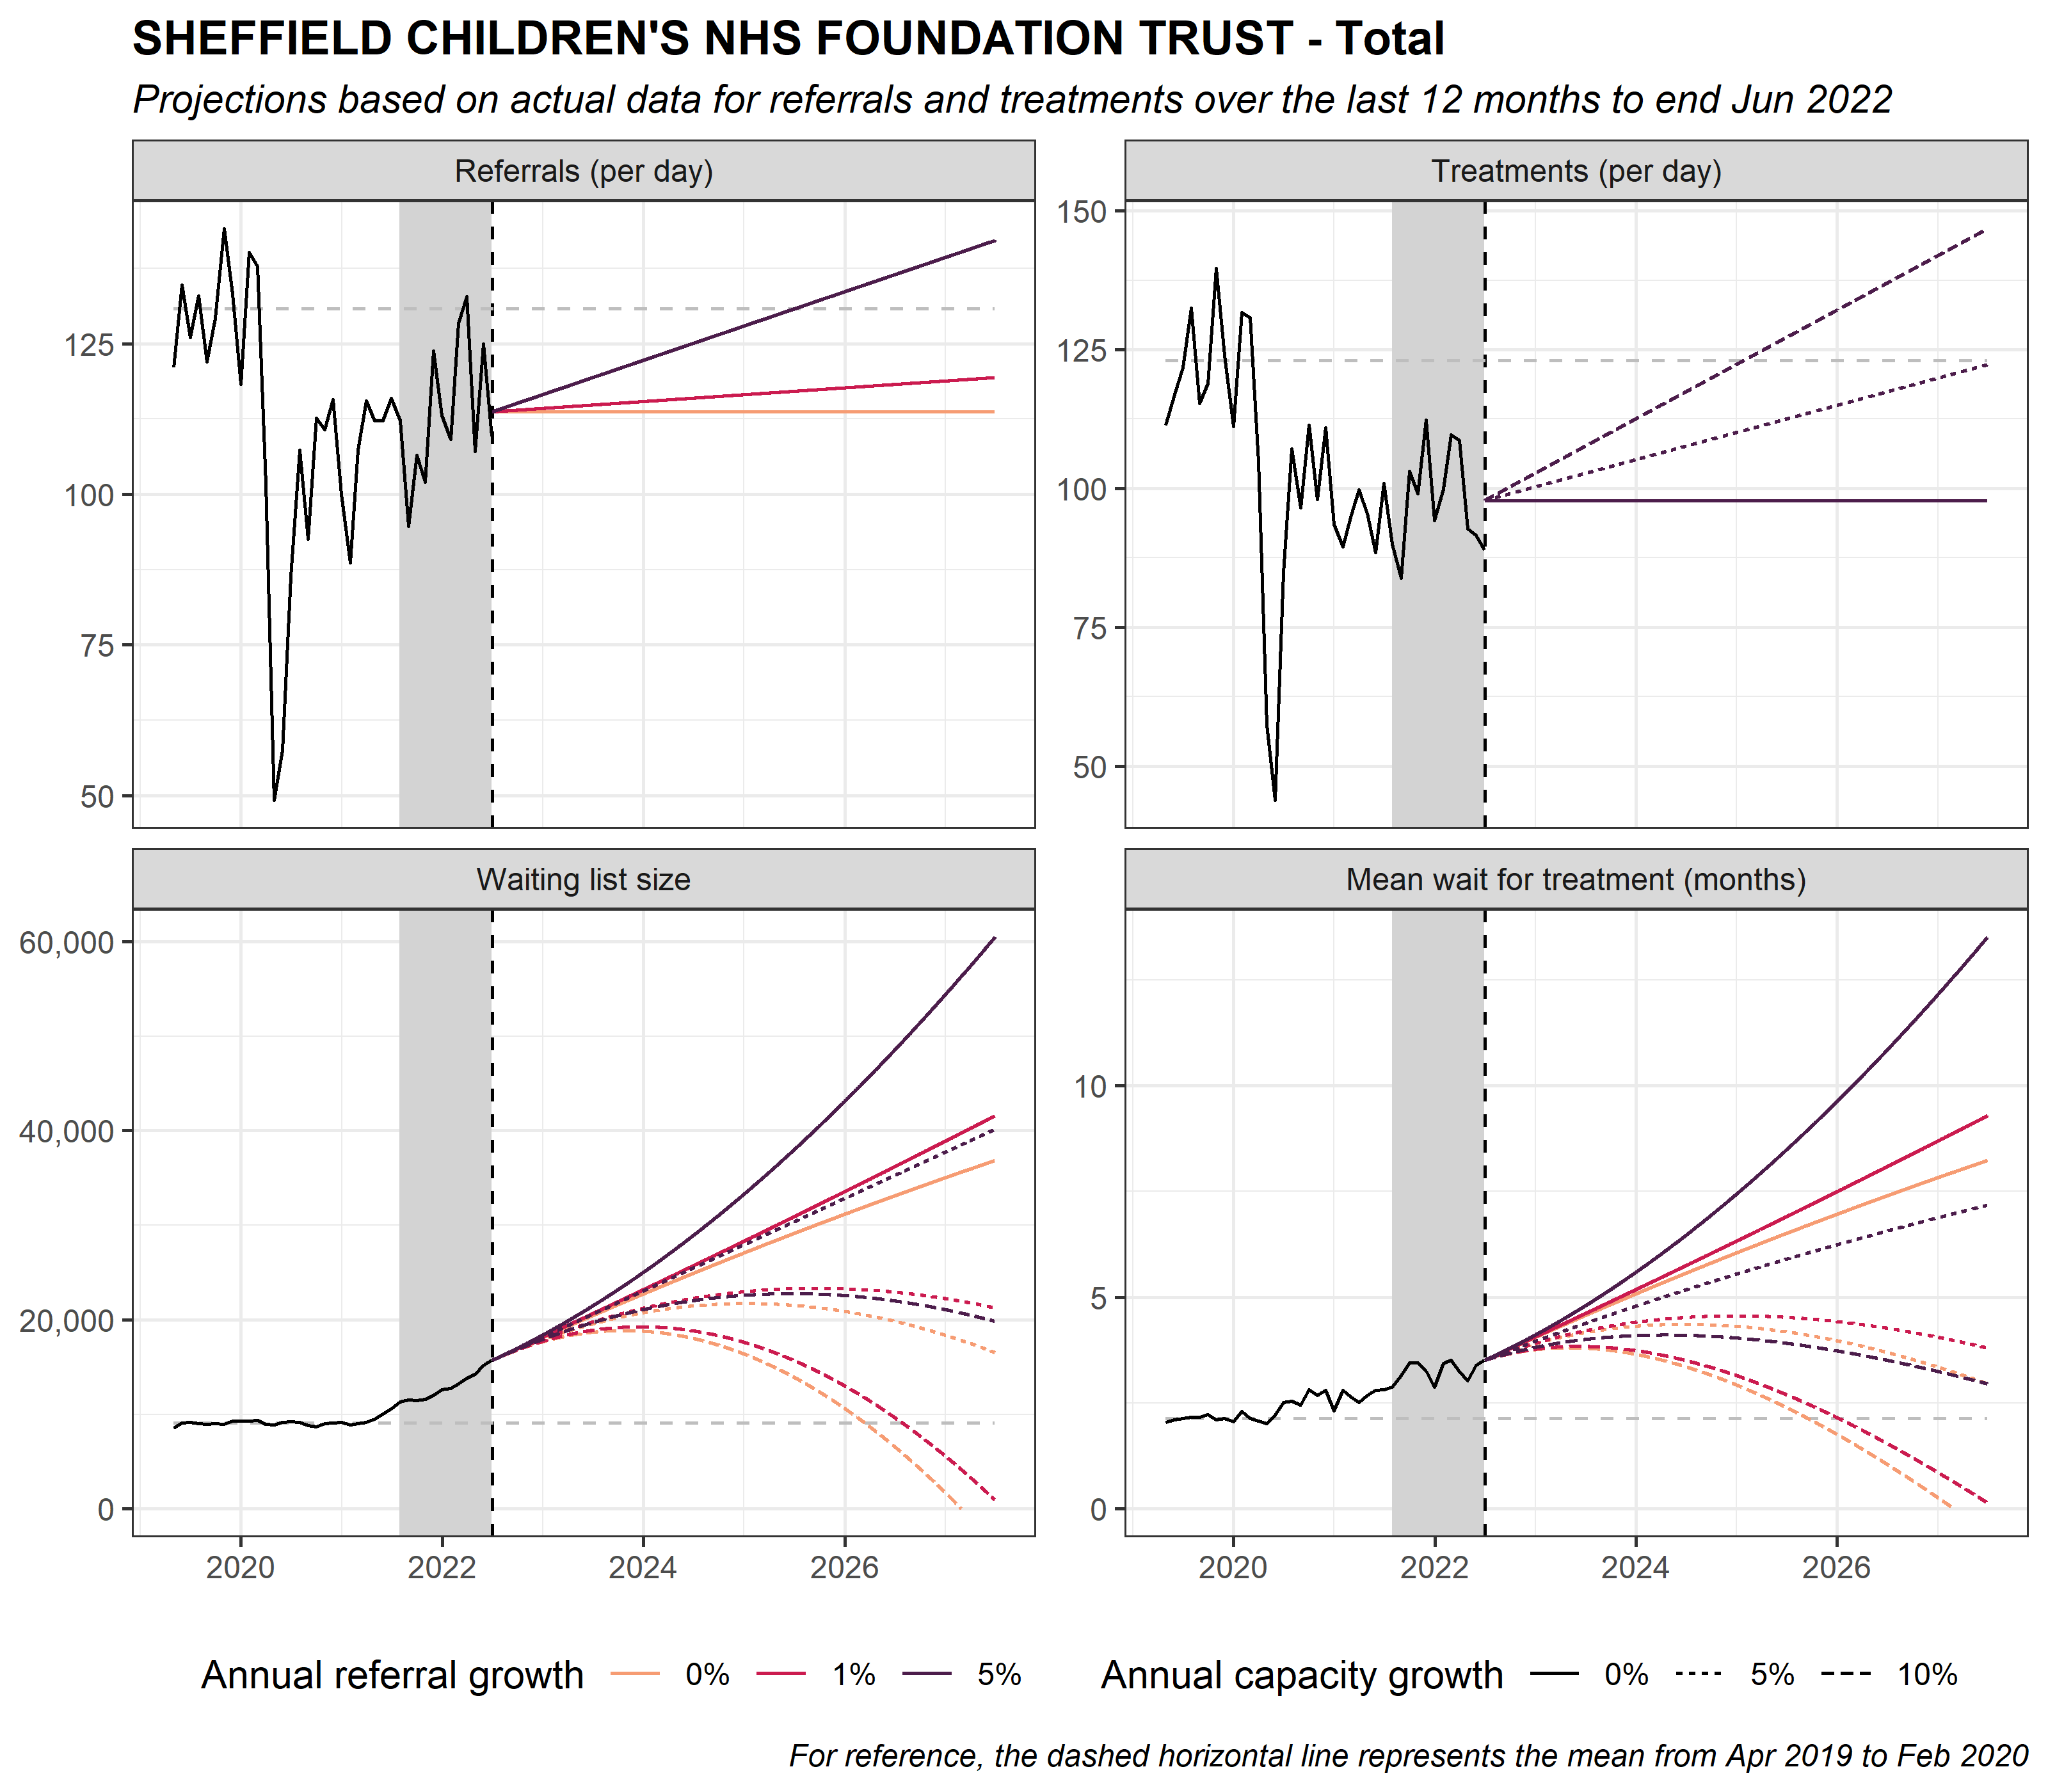 SHEFFIELD CHILDREN'S NHS FOUNDATION TRUST - Total
Projections based on actual data for referrals and treatments over the last 12 months to end Jun 2022
Referrals (per day)
125
100
75
50
Treatments (per day)
150
125
100
75
50
Waiting list size
60,000
40,000
20,000
0
2020 2022 2024 2026
Mean wait for treatment (months)
10
5
0
2020 2022 2024 2026
Annual referral growth 0% 1% 5%
Annual capacity growth 0% 5% 10%
For reference, the dashed horizontal line represents the mean from Apr 2019 to Feb 2020